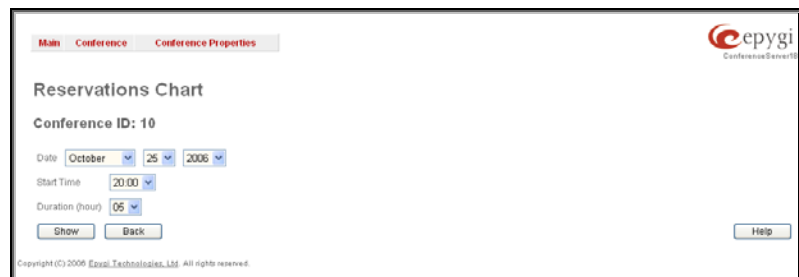 Main Conference Conference Properties
epygi
ConferenceServer18
Reservations Chart
Conference ID: 10
Date October 25 2006
Start Time 20:00
Duration (hour) 05
Show Back Help
Copyright (C) 2006 Epygi Technologies, Ltd. All rights reserved.